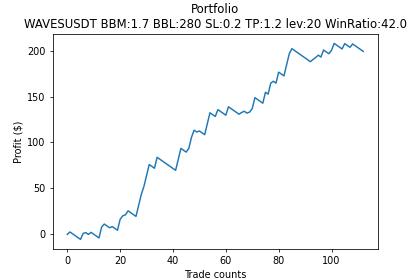 Portfolio
WAVESUSDT BBM:1.7 BBL:280 SL:0.2 TP:1.2 lev:20 WinRatio:42.0
Profit ($)
200
150
100
50
0
0 20 40 60 80 100
Trade counts